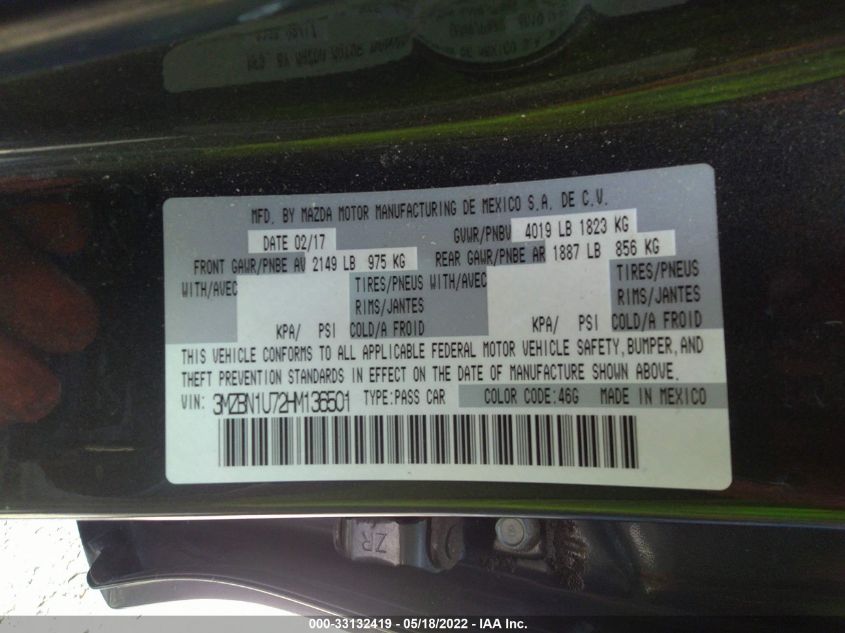 MFD. BY MAZDA MOTOR MANUFACTURING DE MEXICO S.A. DE C.V.
DATE 02/17 GVWR/PNBV 4019 LB 1823 KG
FRONT GAWR/PNBE AV 2149 LB 975 KG REAR GAWR/PNBE AR 1887 LB 856 KG
WITH/AVEC TIRES/PNEUS WITH/AVEC TIRES/PNEUS
RIMS/JANTES RIMS/JANTES
KPA/ PSI COLD/A FROID KPA/ PSI COLD/A FROID
THIS VEHICLE CONFORMS TO ALL APPLICABLE FEDERAL MOTOR VEHICLE SAFETY, BUMPER, AND
THEFT PREVENTION STANDARDS IN EFFECT ON THE DATE OF MANUFACTURE SHOWN ABOVE.
VIN: 3MZBN1U72HM136501 TYPE:PASS CAR COLOR CODE:46G MADE IN MEXICO
ZR
000-33132419 - 05/18/2022 - IAA Inc.